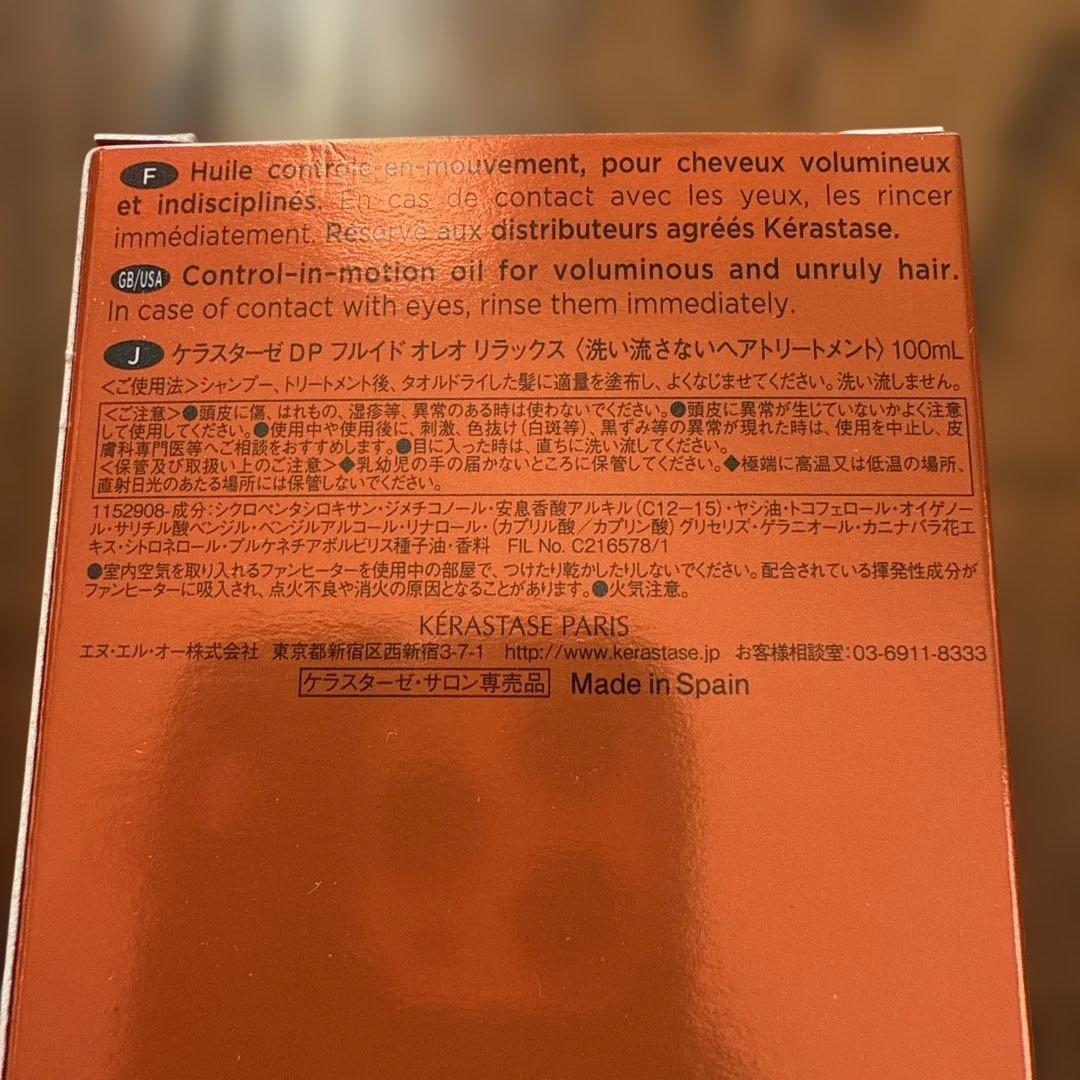 F Huile contrôle-en-mouvement, pour cheveux volumineux
et indisciplinés. En cas de contact avec les yeux, les rincer
immédiatement. Réservé aux distributeurs agréés Kérastase.
GB/USA Control-in-motion oil for voluminous and unruly hair.
In case of contact with eyes, rinse them immediately.
J ケラスターゼ DP フルイド オレオ リラックス〈洗い流さないヘアトリートメント〉100mL
<ご使用法>シャンプー、トリートメント後、タオルドライした髪に適量を塗布し、よくなじませてください。洗い流しません。
<ご注意>●頭皮に傷、はれもの、湿疹等、異常のある時は使わないでください。●頭皮に異常が生じていないかよく注意
して使用してください。●使用中や使用後に、刺激、色抜け(白斑等)、黒ずみ等の異常が現れた時は、使用を中止し、皮
膚科専門医等へご相談をおすすめします。●目に入った時は、直ちに洗い流してください。
<保管及び取扱い上のご注意>◆乳幼児の手の届かないところに保管してください。◆極端に高温又は低温の場所、
直射日光のあたる場所には保管しないでください。
1152908-成分:シクロペンタシロキサン・ジメチコノール・安息香酸アルキル(C12-15)・ヤシ油・トコフェロール・オイゲノー
ル・サリチル酸ベンジル・ベンジルアルコール・リナロール・(カプリル酸/カプリン酸)グリセリズ・ゲラニオール・カニナバラ花エ
キス・シトロネロール・プルケネチアボルビリス種子油・香料 FIL No. C216578/1
●室内空気を取り入れるファンヒーターを使用中の部屋で、つけたり乾かしたりしないでください。配合されている揮発性成分が
ファンヒーターに吸入され、点火不良や消火の原因となることがあります。●火気注意。
KÉRASTASE PARIS
エヌ・エル・オー株式会社 東京都新宿区西新宿3-7-1 http://www.kerastase.jp お客様相談室:03-6911-8333
ケラスターゼ・サロン専売品 Made in Spain